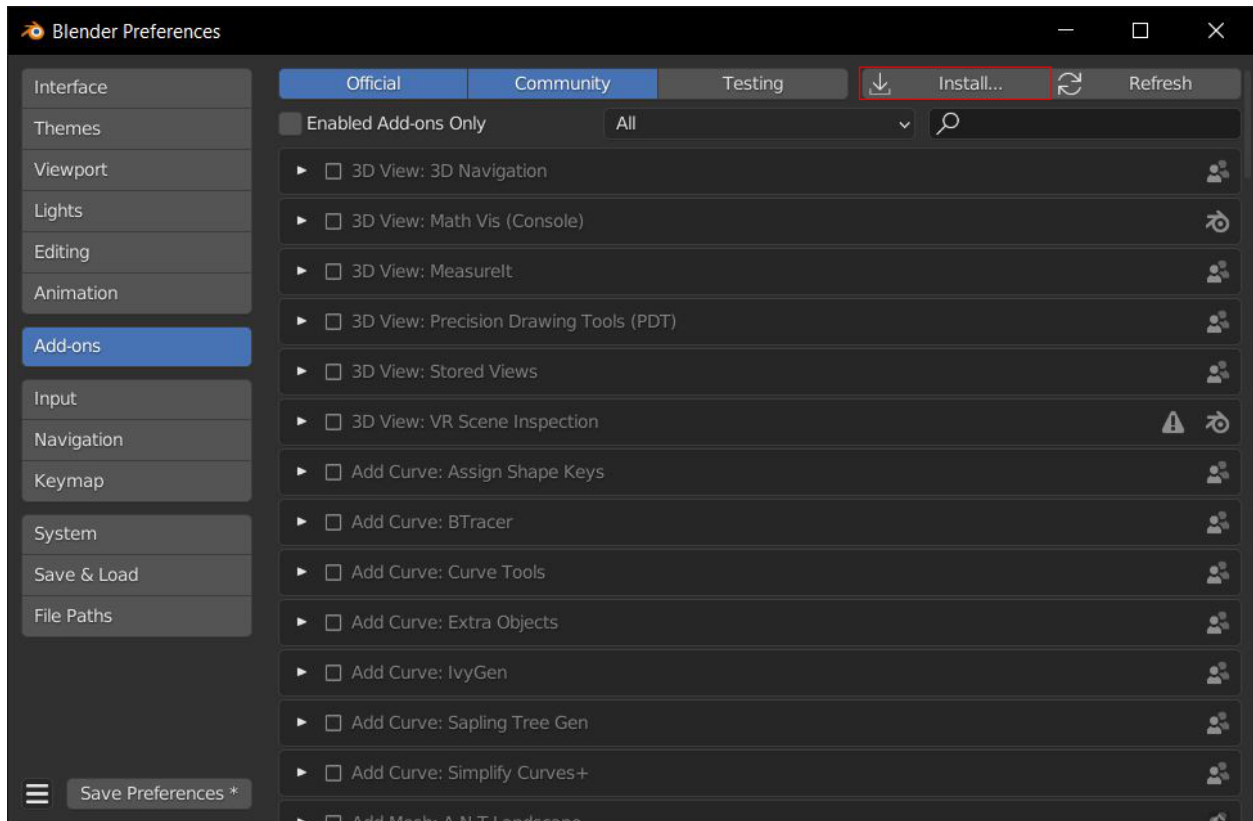 Blender Preferences
Interface
Themes
Viewport
Lights
Editing
Animation
Add-ons
Input
Navigation
Keymap
System
Save & Load
File Paths
Save Preferences *
Official Community Testing Install... Refresh
Enabled Add-ons Only All
3D View: 3D Navigation
3D View: Math Vis (Console)
3D View: MeasureIt
3D View: Precision Drawing Tools (PDT)
3D View: Stored Views
3D View: VR Scene Inspection
Add Curve: Assign Shape Keys
Add Curve: BTracer
Add Curve: Curve Tools
Add Curve: Extra Objects
Add Curve: IvyGen
Add Curve: Sapling Tree Gen
Add Curve: Simplify Curves+
Add Mesh: A.N.T.Landscape